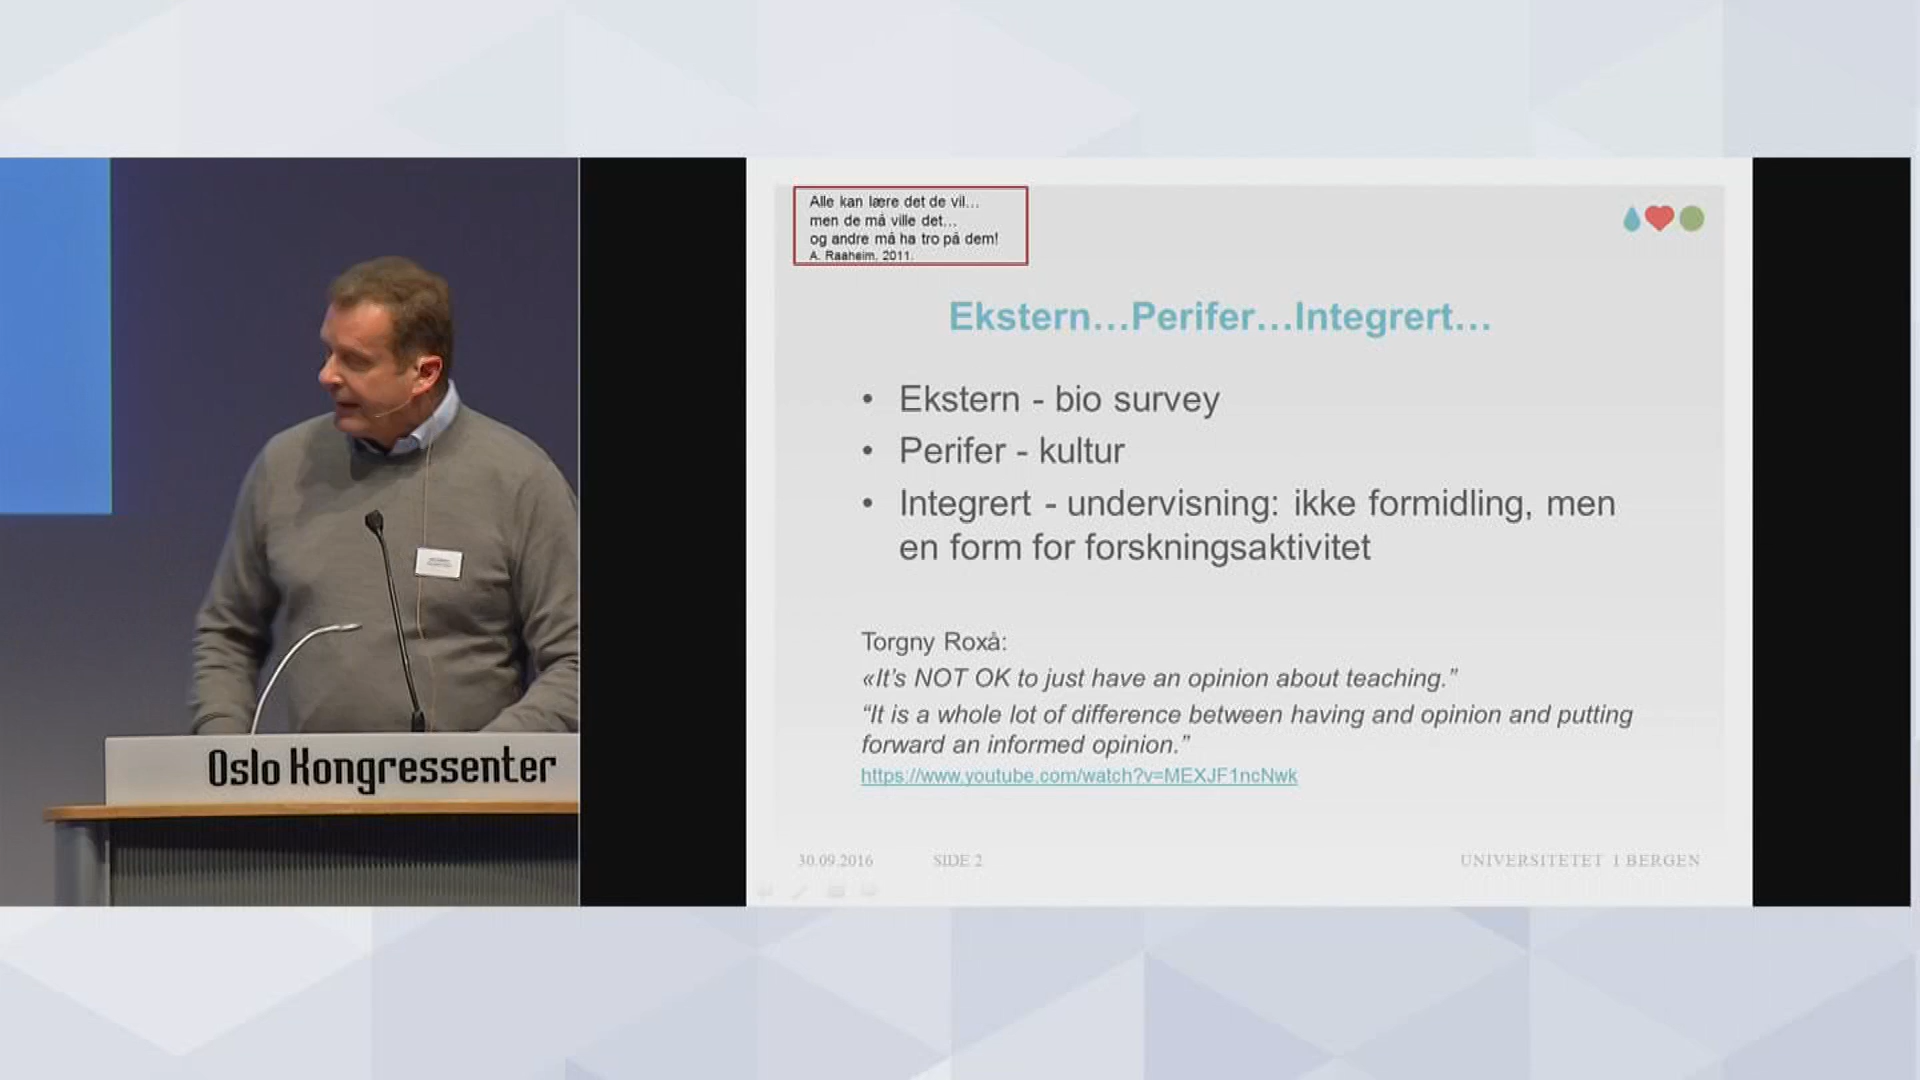 Alle kan lære det de vil...
men de må ville det...
og andre må ha tro på dem!
A. Raaheim, 2011.
Ekstern...Perifer...Integrert...
• Ekstern - bio survey
• Perifer - kultur
• Integrert - undervisning: ikke formidling, men
en form for forskningsaktivitet
Torgny Roxå:
«It's NOT OK to just have an opinion about teaching.”
“It is a whole lot of difference between having and opinion and putting
forward an informed opinion.”
https://www.youtube.com/watch?v=MEXJF1ncNwk
30.09.2016 SIDE 2 UNIVERSITETET I BERGEN
Oslo Kongressenter